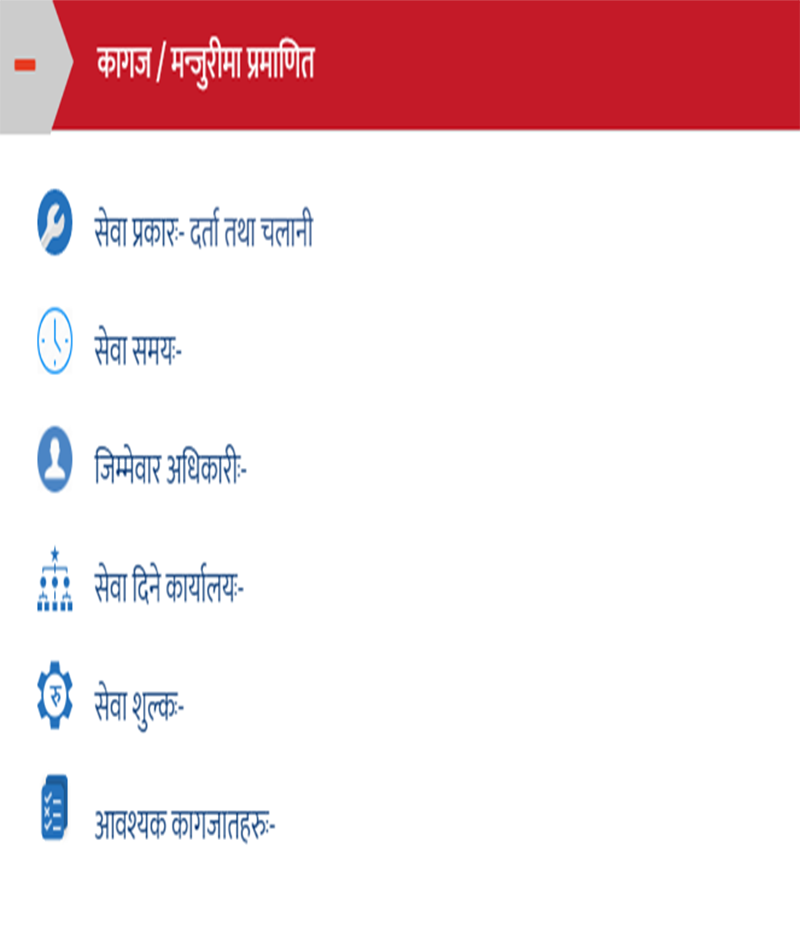 कागज / मन्जुरीमा प्रमाणित
सेवा प्रकारः- दर्ता तथा चलानी
सेवा समयः-
जिम्मेवार अधिकारीः-
सेवा दिने कार्यालयः-
रु
सेवा शुल्कः-
आवश्यक कागजातहरुः-